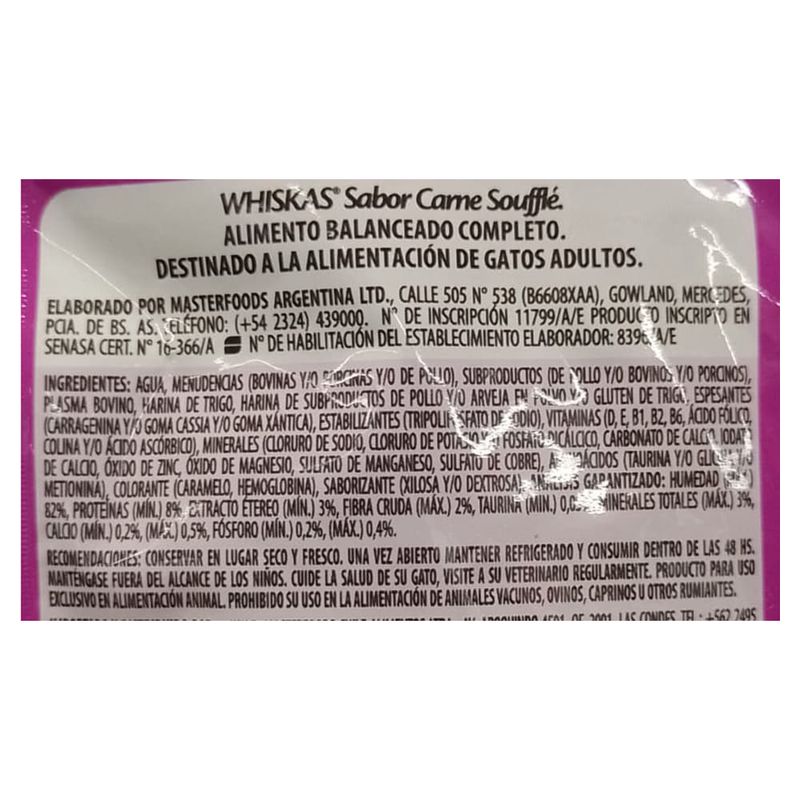 WHISKAS® Sabor Carne Soufflé.
ALIMENTO BALANCEADO COMPLETO.
DESTINADO A LA ALIMENTACIÓN DE GATOS ADULTOS.
ELABORADO POR MASTERFOODS ARGENTINA LTD., CALLE 505 N° 538 (B6608XAA), GOWLAND, MERCEDES,
PCIA. DE BS. AS. TELÉFONO: (+54 2324) 439000. N° DE INSCRIPCIÓN 11799/A/E PRODUCTO INSCRIPTO EN
SENASA CERT. N° 16-366/A N° DE HABILITACIÓN DEL ESTABLECIMIENTO ELABORADOR:
INGREDIENTES: AGUA, MENUDENCIAS (BOVINAS Y/O PORCINAS Y/O DE POLLO), SUBPRODUCTOS (DE POLLO Y/O BOVINOS Y/O PORCINOS),
PLASMA BOVINO, HARINA DE TRIGO, HARINA DE SUBPRODUCTOS DE POLLO Y/O ARVEJA EN POLVO Y/O GLUTEN DE TRIGO, ESPESANTES
(CARRAGENINA Y/O GOMA CASSIA Y/O GOMA XÁNTICA), ESTABILIZANTES (TRIPOLIFOSFATO DE SODIO), VITAMINAS (D, E, B1, B2, B6, ÁCIDO FÓLICO,
COLINA Y/O ÁCIDO ASCÓRBICO), MINERALES (CLORURO DE SODIO, CLORURO DE POTASIO Y/O FOSFATO DICÁLCICO, CARBONATO DE CALCIO, IODATO
DE CALCIO, ÓXIDO DE ZINC, ÓXIDO DE MAGNESIO, SULFATO DE MANGANESO, SULFATO DE COBRE), AMINOÁCIDOS (TAURINA Y/O GLICINA Y/O
METIONINA), COLORANTE (CARAMELO, HEMOGLOBINA), SABORIZANTE (XILOSA Y/O DEXTROSA). ANÁLISIS GARANTIZADO: HUMEDAD (MÁX.)
82%, PROTEÍNAS (MÍN.) 8%, EXTRACTO ÉTEREO (MÍN.) 3%, FIBRA CRUDA (MÁX.) 2%, TAURINA (MÍN.) MINERALES TOTALES (MÁX.) 3%,
CALCIO (MÍN.) 0,2%, (MÁX.) 0,5%, FÓSFORO (MÍN.) 0,2%, (MÁX.) 0,4%.
RECOMENDACIONES: CONSERVAR EN LUGAR SECO Y FRESCO. UNA VEZ ABIERTO MANTENER REFRIGERADO Y CONSUMIR DENTRO DE LAS 48 HS.
MANTÉNGASE FUERA DEL ALCANCE DE LOS NIÑOS. CUIDE LA SALUD DE SU GATO, VISITE A SU VETERINARIO REGULARMENTE. PRODUCTO PARA USO
EXCLUSIVO EN ALIMENTACIÓN ANIMAL. PROHIBIDO SU USO EN LA ALIMENTACIÓN DE ANIMALES VACUNOS, OVINOS, CAPRINOS U OTROS RUMIANTES.